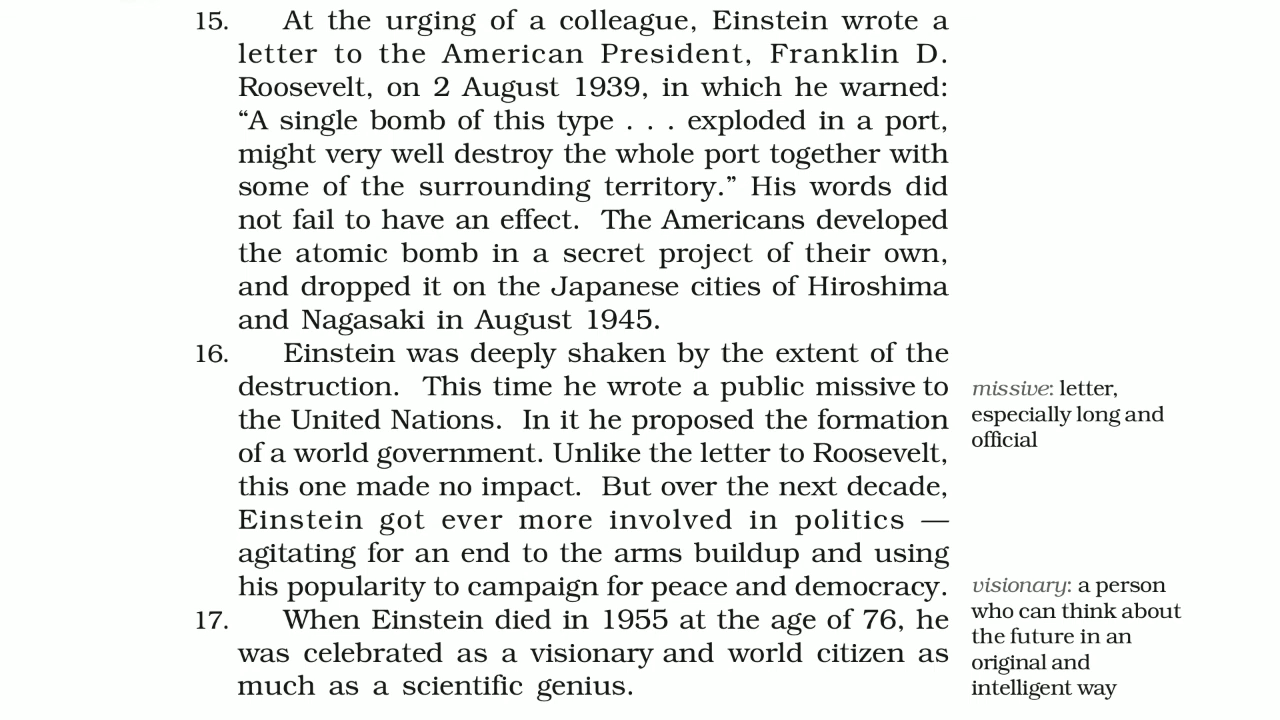 15. At the urging of a colleague, Einstein wrote a
letter to the American President, Franklin D.
Roosevelt, on 2 August 1939, in which he warned:
“A single bomb of this type . . . exploded in a port,
might very well destroy the whole port together with
some of the surrounding territory.” His words did
not fail to have an effect. The Americans developed
the atomic bomb in a secret project of their own,
and dropped it on the Japanese cities of Hiroshima
and Nagasaki in August 1945.
16. Einstein was deeply shaken by the extent of the
destruction. This time he wrote a public missive to
the United Nations. In it he proposed the formation
of a world government. Unlike the letter to Roosevelt,
this one made no impact. But over the next decade,
Einstein got ever more involved in politics —
agitating for an end to the arms buildup and using
his popularity to campaign for peace and democracy.
17. When Einstein died in 1955 at the age of 76, he
was celebrated as a visionary and world citizen as
much as a scientific genius.
missive: letter,
especially long and
official
visionary: a person
who can think about
the future in an
original and
intelligent way